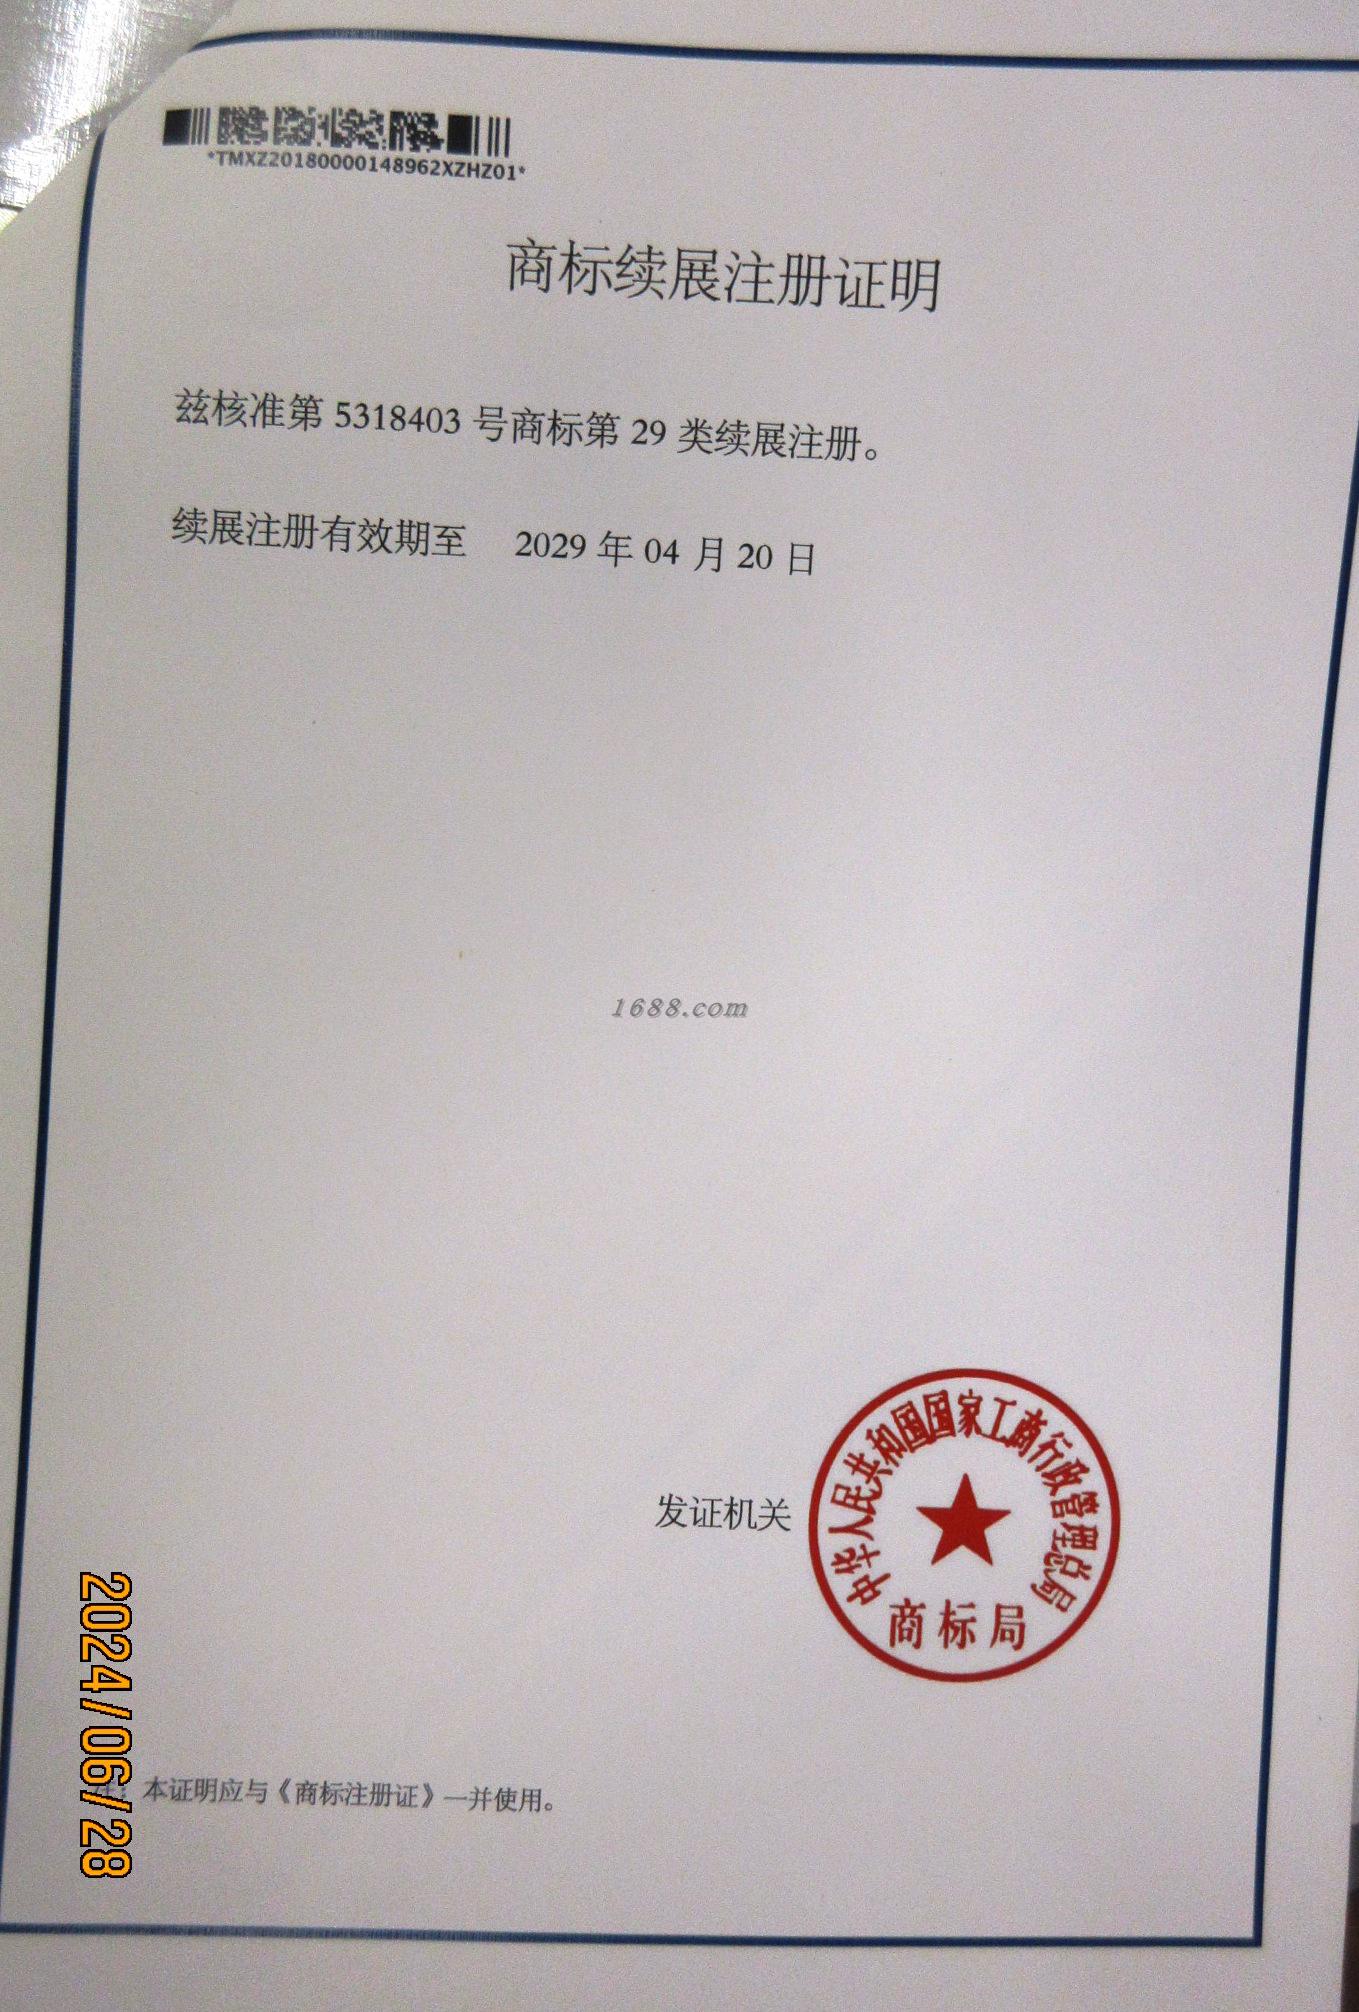 *TMXZ20180000148962XZHZ01*
商标续展注册证明
兹核准第 5318403 号商标第 29 类续展注册。
续展注册有效期至 2029 年 04 月 20 日
1688.com
发证机关
中华人民共和国国家工商行政管理总局
商标局
注：本证明应与《商标注册证》一并使用。
2024/06/28